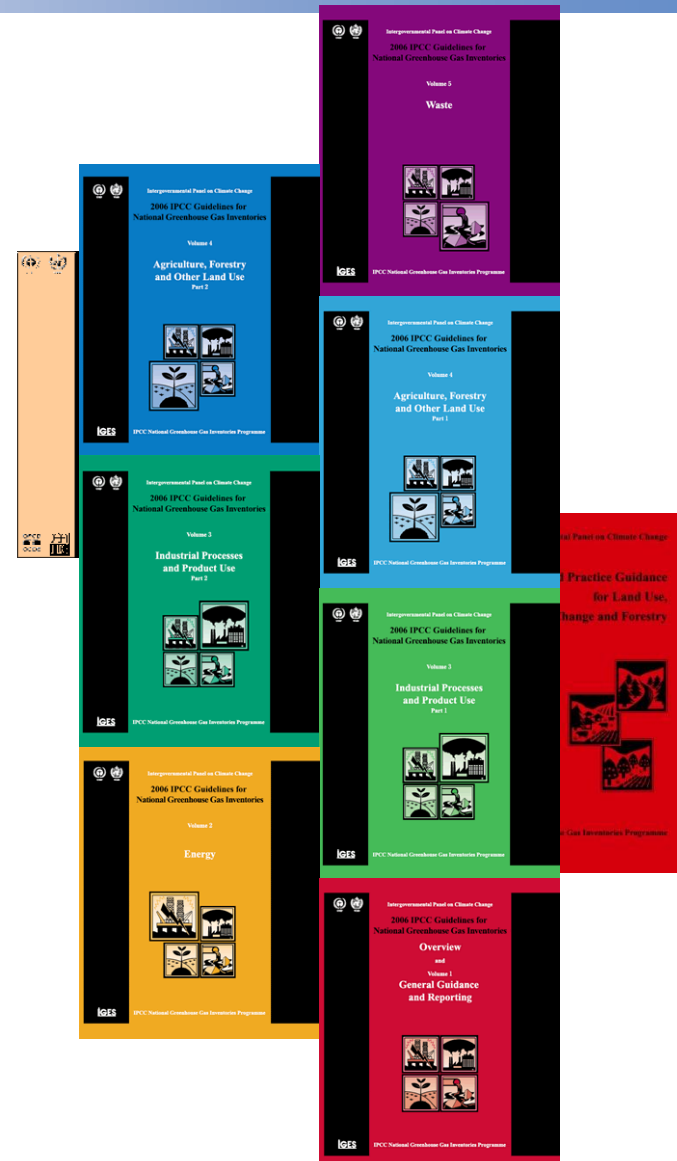 Intergovernmental Panel on Climate Change
2006 IPCC Guidelines for
National Greenhouse Gas Inventories
Volume 5
Waste
iGES
IPCC National Greenhouse Gas Inventories Programme
Intergovernmental Panel on Climate Change
2006 IPCC Guidelines for
National Greenhouse Gas Inventories
Volume 4
Agriculture, Forestry
and Other Land Use
Part 2
iGES
IPCC National Greenhouse Gas Inventories Programme
OECD
OCDE
Intergovernmental Panel on Climate Change
2006 IPCC Guidelines for
National Greenhouse Gas Inventories
Volume 4
Agriculture, Forestry
and Other Land Use
Part 1
iGES
IPCC National Greenhouse Gas Inventories Programme
Intergovernmental Panel on Climate Change
2006 IPCC Guidelines for
National Greenhouse Gas Inventories
Volume 3
Industrial Processes
and Product Use
Part 2
iGES
IPCC National Greenhouse Gas Inventories Programme
tal Panel on Climate Change
d Practice Guidance
for Land Use,
hange and Forestry
e Gas Inventories Programme
Intergovernmental Panel on Climate Change
2006 IPCC Guidelines for
National Greenhouse Gas Inventories
Volume 3
Industrial Processes
and Product Use
Part 1
iGES
IPCC National Greenhouse Gas Inventories Programme
Intergovernmental Panel on Climate Change
2006 IPCC Guidelines for
National Greenhouse Gas Inventories
Volume 2
Energy
iGES
IPCC National Greenhouse Gas Inventories Programme
Intergovernmental Panel on Climate Change
2006 IPCC Guidelines for
National Greenhouse Gas Inventories
Overview
and
Volume 1
General Guidance
and Reporting
iGES
IPCC National Greenhouse Gas Inventories Programme